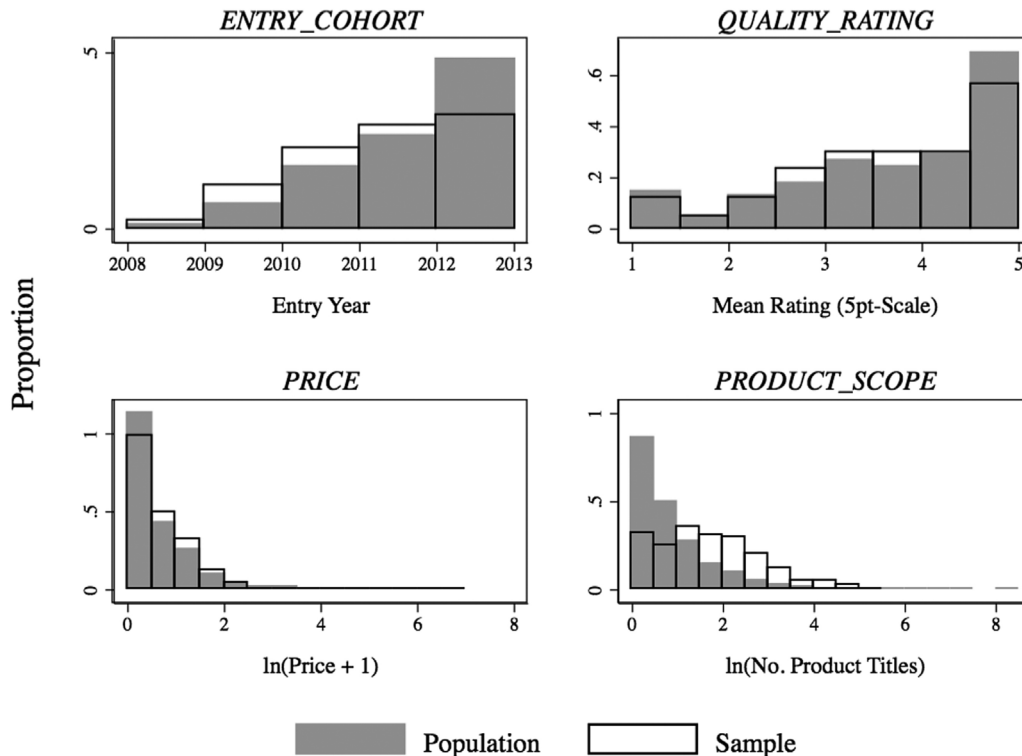 ENTRY_COHORT
.5
0
2008 2009 2010 2011 2012 2013
Entry Year
QUALITY_RATING
.6
.4
.2
0
1 2 3 4 5
Mean Rating (5pt-Scale)
Proportion
PRICE
1
.5
0
0 2 4 6 8
ln(Price + 1)
PRODUCT_SCOPE
1
.5
0
0 2 4 6 8
ln(No. Product Titles)
Population
Sample